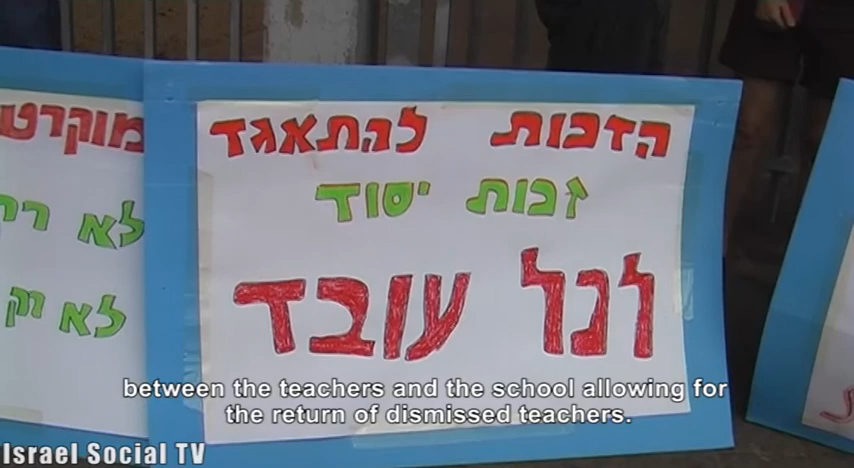 הזכות להתאגד
זכות יסוד
לכל עובד
מוקרט
לא
לא רק
between the teachers and the school allowing for
the return of dismissed teachers.
Israel Social TV